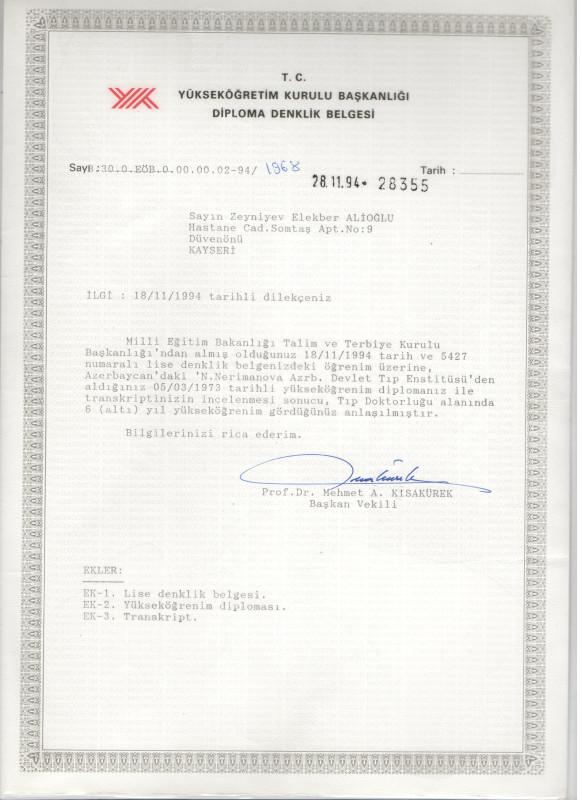 T. C.
YÜKSEKÖĞRETİM KURULU BAŞKANLIĞI
DİPLOMA DENKLİK BELGESİ
Sayı B:30.0.EÖB.0.00.00.02-94/ 1968
Tarih :
28.11.94* 28355
Sayın Zeyniyev Elekber ALİOĞLU
Hastane Cad.Somtaş Apt.No:9
Düvenönü
KAYSERİ
İLGİ : 18/11/1994 tarihli dilekçeniz
Milli Eğitim Bakanlığı Talim ve Terbiye Kurulu
Başkanlığı'ndan almış olduğunuz 18/11/1994 tarih ve 5427
numaralı lise denklik belgenizdeki öğrenim üzerine,
Azerbaycan'daki 'N.Nerimanova Azrb. Devlet Tıp Enstitüsü'den
aldığınız 05/03/1973 tarihli yükseköğrenim diplomanız ile
transkriptinizin incelenmesi sonucu, Tıp Doktorluğu alanında
6 (altı) yıl yükseköğrenim gördüğünüz anlaşılmıştır.
Bilgilerinizi rica ederim.
Prof.Dr. Mehmet A. KISAKÜREK
Başkan Vekili
EKLER:
EK-1. Lise denklik belgesi.
EK-2. Yükseköğrenim diploması.
EK-3. Transkript.